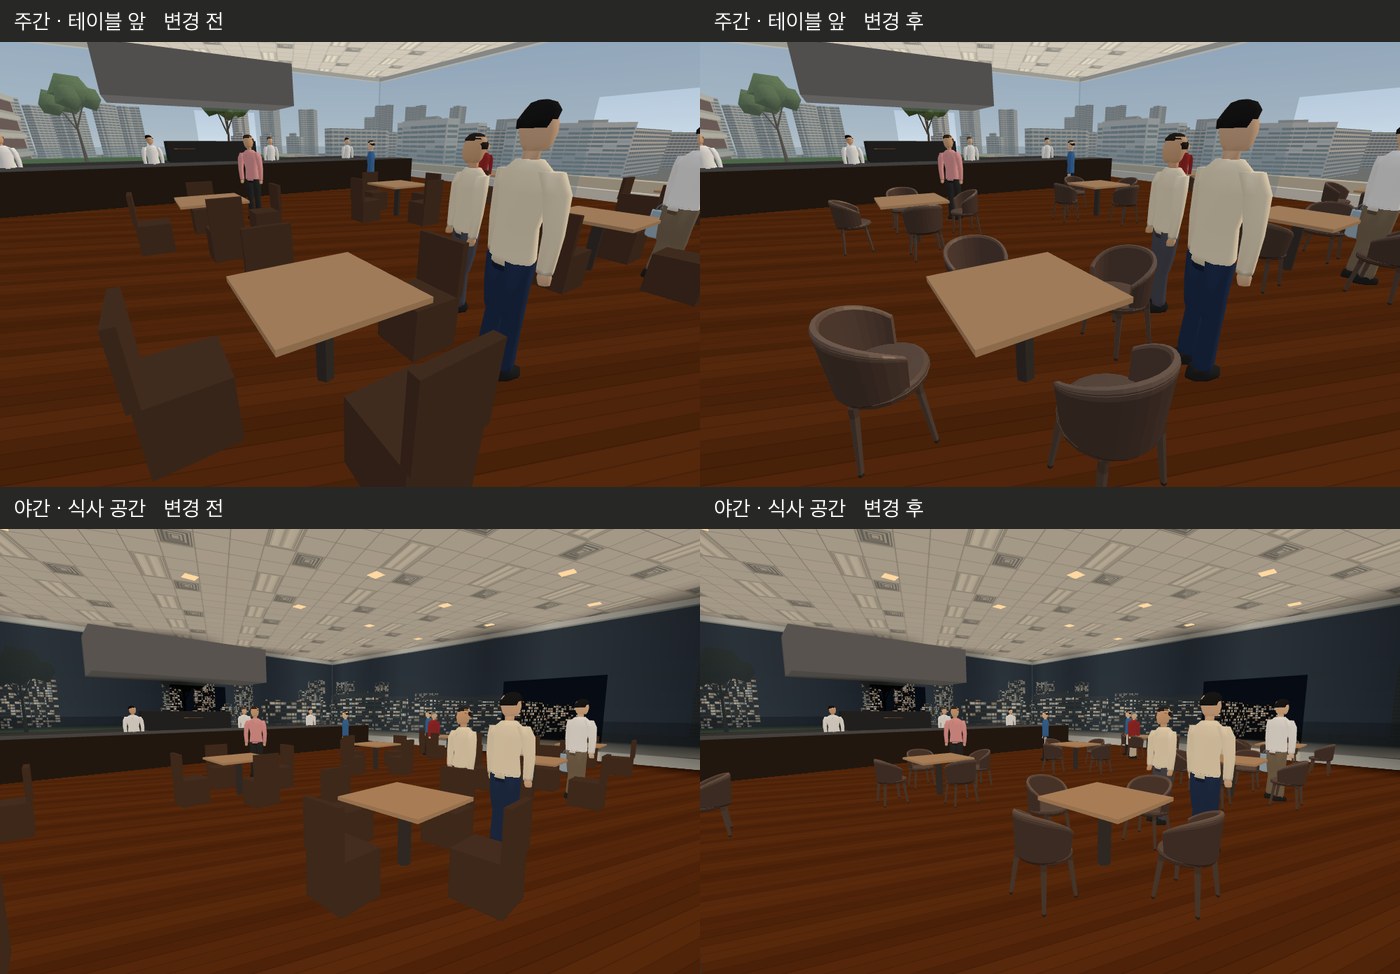 주간 · 테이블 앞 변경 전
주간 · 테이블 앞 변경 후
야간 · 식사 공간 변경 전
야간 · 식사 공간 변경 후